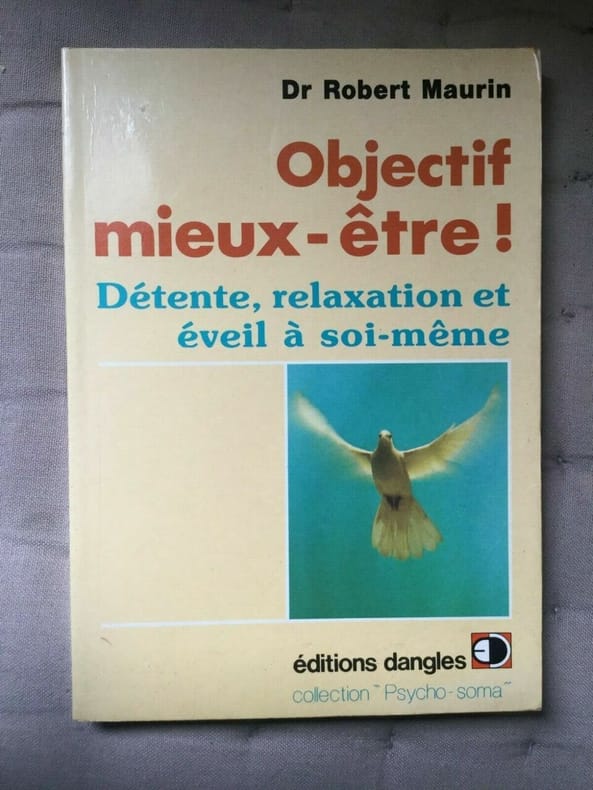 Dr Robert Maurin
Objectif
mieux-être !
Détente, relaxation et
éveil à soi-même
éditions dangles
collection "Psycho-soma"